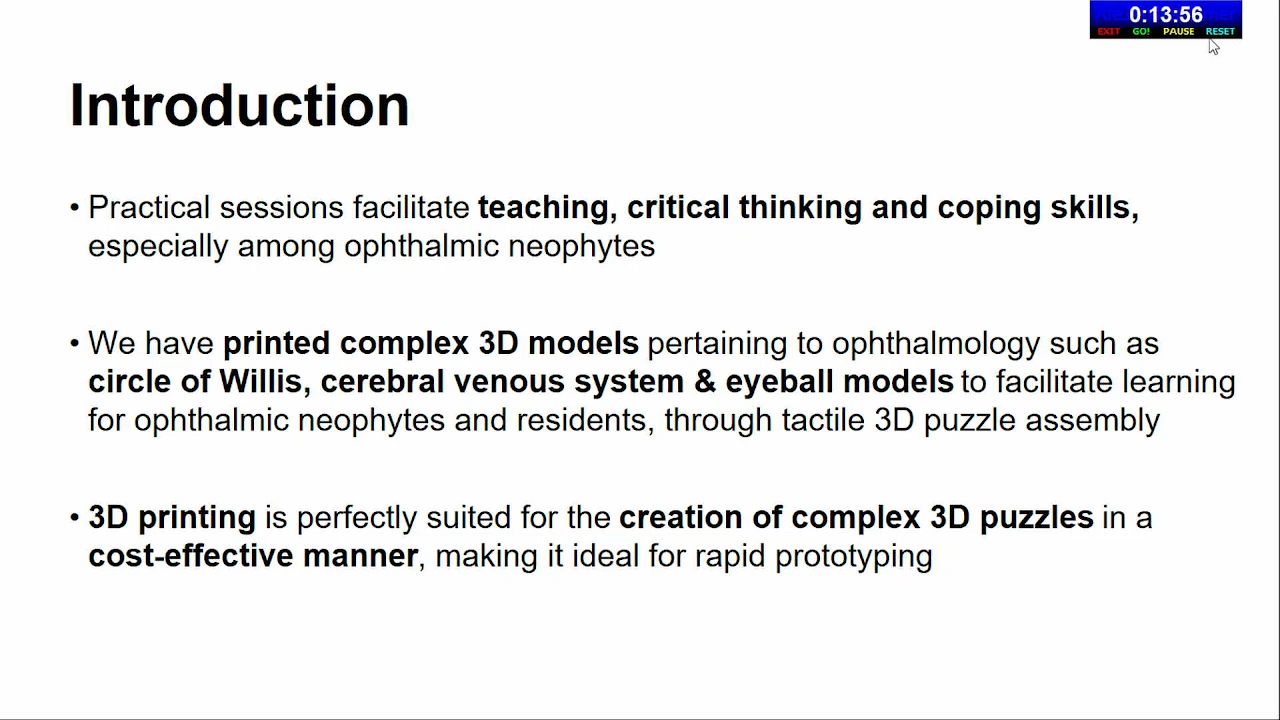 0:13:56
EXIT GO! PAUSE RESET
Introduction
• Practical sessions facilitate teaching, critical thinking and coping skills,
especially among ophthalmic neophytes
• We have printed complex 3D models pertaining to ophthalmology such as
circle of Willis, cerebral venous system & eyeball models to facilitate learning
for ophthalmic neophytes and residents, through tactile 3D puzzle assembly
• 3D printing is perfectly suited for the creation of complex 3D puzzles in a
cost-effective manner, making it ideal for rapid prototyping